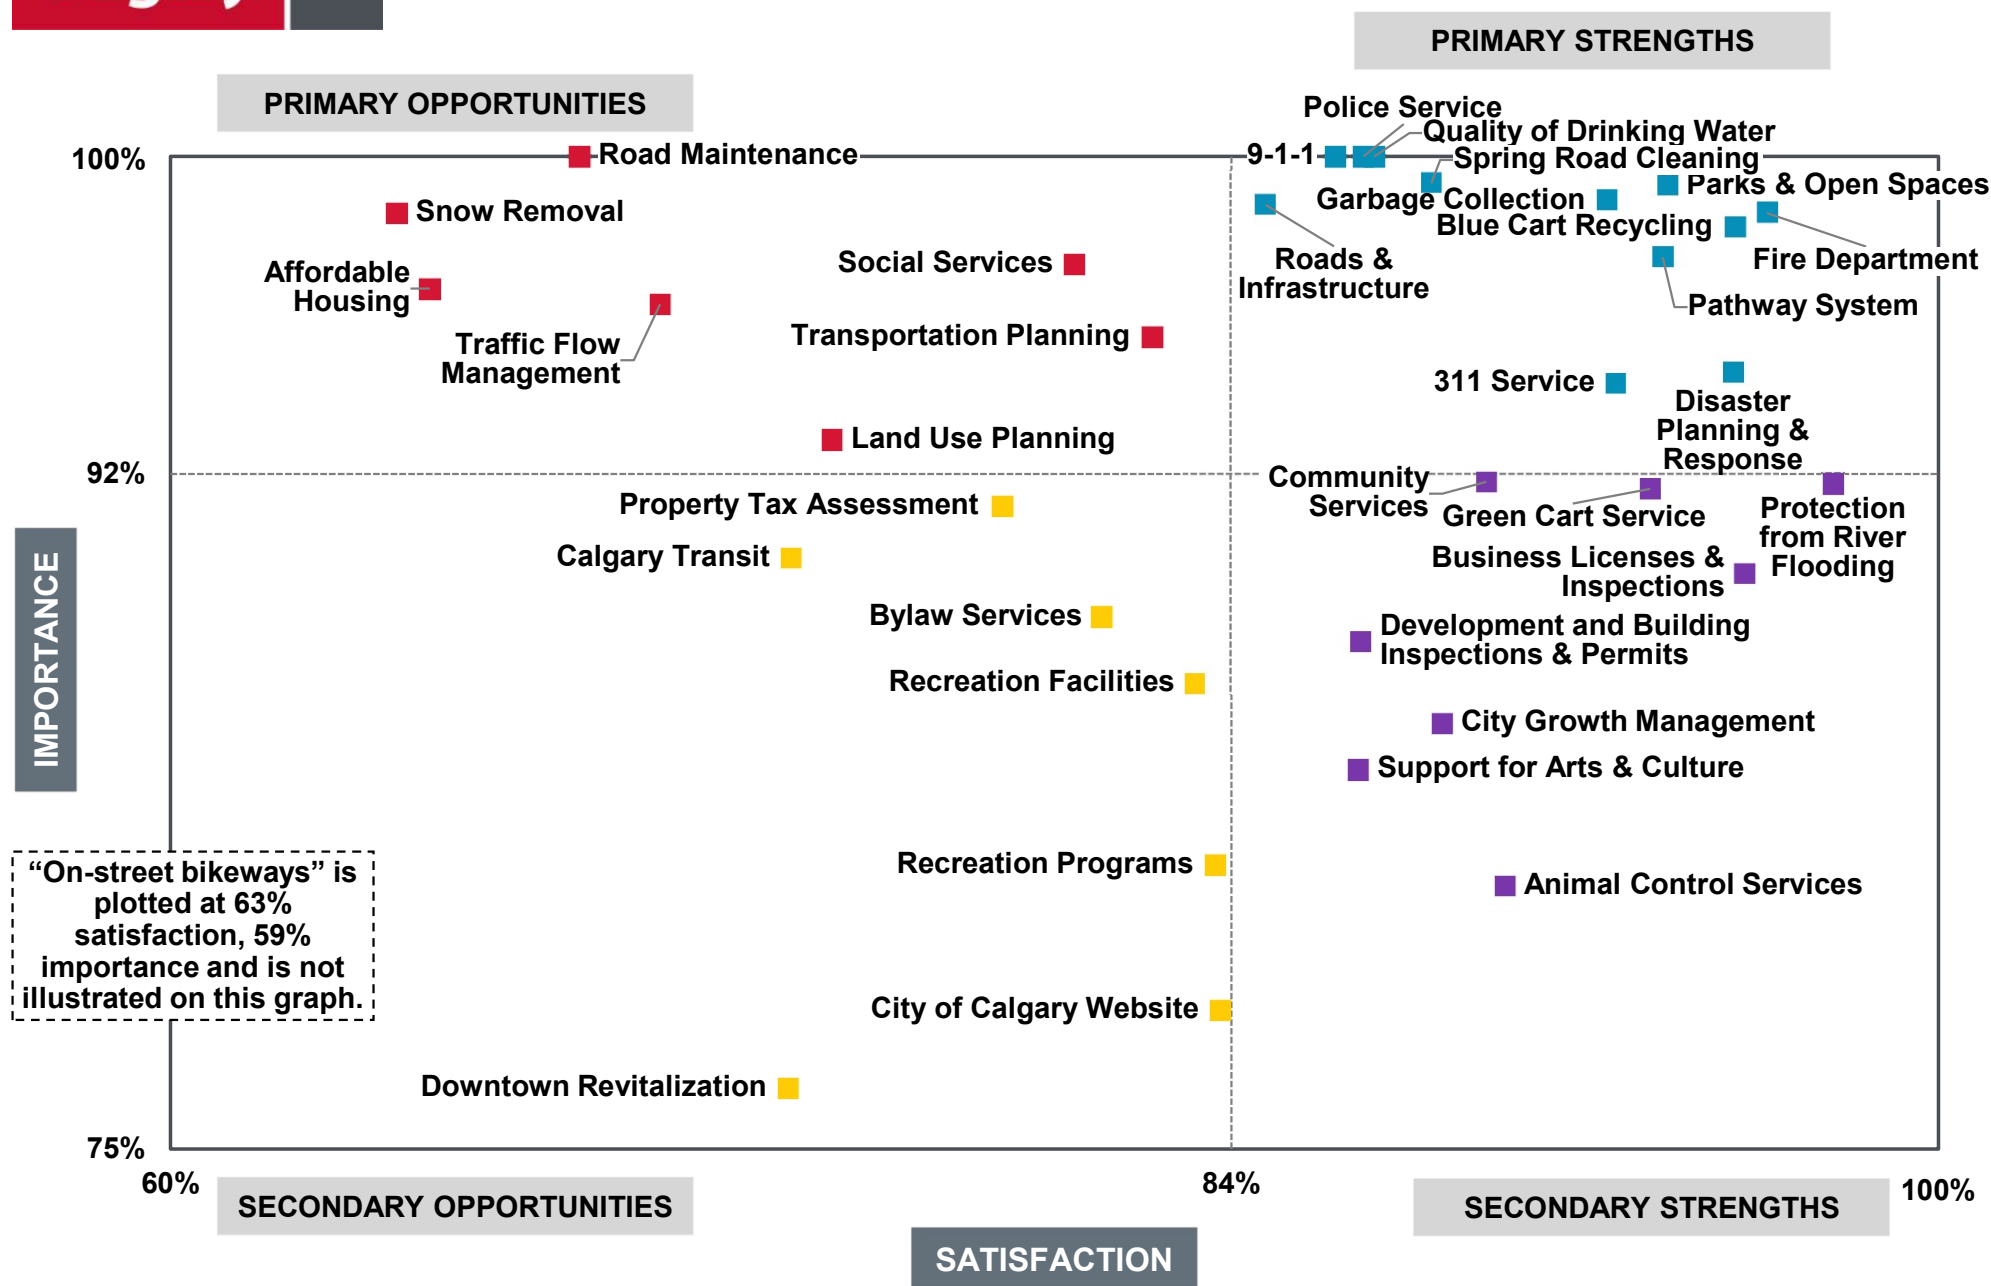 PRIMARY STRENGTHS
PRIMARY OPPORTUNITIES
Police Service
Quality of Drinking Water
100%
Road Maintenance
9-1-1
Spring Road Cleaning
Parks & Open Spaces
Garbage Collection
Snow Removal
Blue Cart Recycling
Affordable
Housing
Social Services
Roads &
Infrastructure
Fire Department
Pathway System
Traffic Flow
Management
Transportation Planning
311 Service
Disaster
Planning &
Response
Land Use Planning
92%
Community
Services
Green Cart Service
Protection
from River
Flooding
Property Tax Assessment
Calgary Transit
Business Licenses &
Inspections
Bylaw Services
Development and Building
Inspections & Permits
Recreation Facilities
City Growth Management
Support for Arts & Culture
IMPORTANCE
Recreation Programs
Animal Control Services
“On-street bikeways” is
plotted at 63%
satisfaction, 59%
importance and is not
illustrated on this graph.
City of Calgary Website
Downtown Revitalization
75%
60%
84%
100%
SECONDARY OPPORTUNITIES
SECONDARY STRENGTHS
SATISFACTION